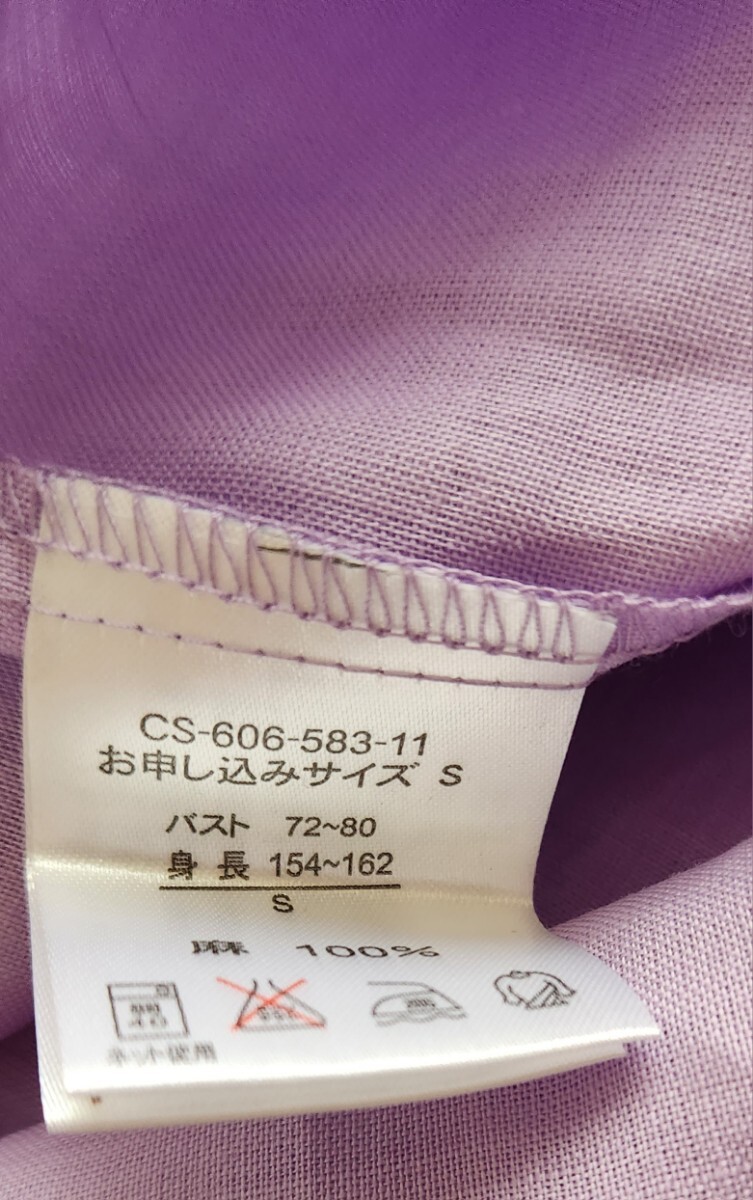 CS-606-583-11
お申し込みサイズ S
バスト 72~80
身長 154~162
S
麻 100%
40
ネット使用